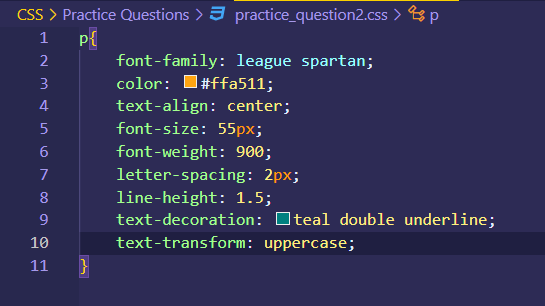 CSS > Practice Questions > practice_question2.css > p
1 p{
2 font-family: league spartan;
3 color: #ffa511;
4 text-align: center;
5 font-size: 55px;
6 font-weight: 900;
7 letter-spacing: 2px;
8 line-height: 1.5;
9 text-decoration: teal double underline;
10 text-transform: uppercase;
11 }